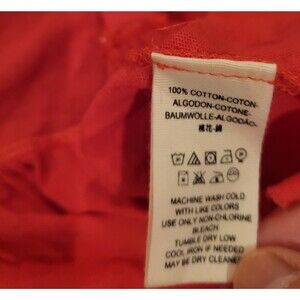 100% COTTON-COTON-
ALGODON-COTONE-
BAUMWOLLE-ALGODÃO-
棉花-綿
MACHINE WASH COLD
WITH LIKE COLORS
USE ONLY NON-CHLORINE
BLEACH
TUMBLE DRY LOW
COOL IRON IF NEEDED
MAY BE DRY CLEANED